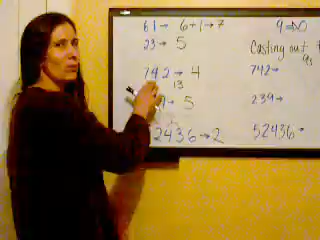 61 → 6+1 → 7
23 → 5
742 → 4
13
→ 5
2436 → 2
9 ⇒ 0
Casting out
9s
742 →
239 →
52436 →